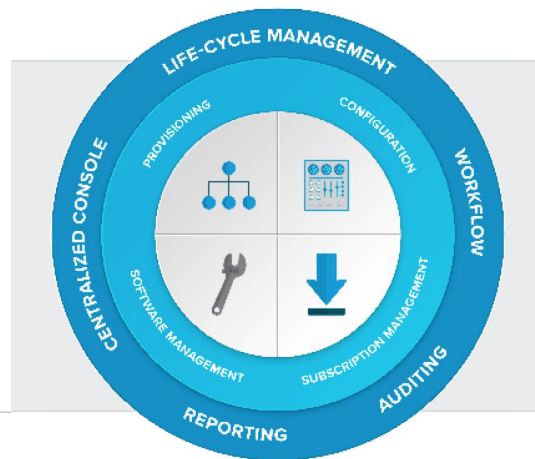 LIFE-CYCLE MANAGEMENT
PROVISIONING
CONFIGURATION
CENTRALIZED CONSOLE
WORKFLOW
SOFTWARE MANAGEMENT
SUBSCRIPTION MANAGEMENT
REPORTING
AUDITING